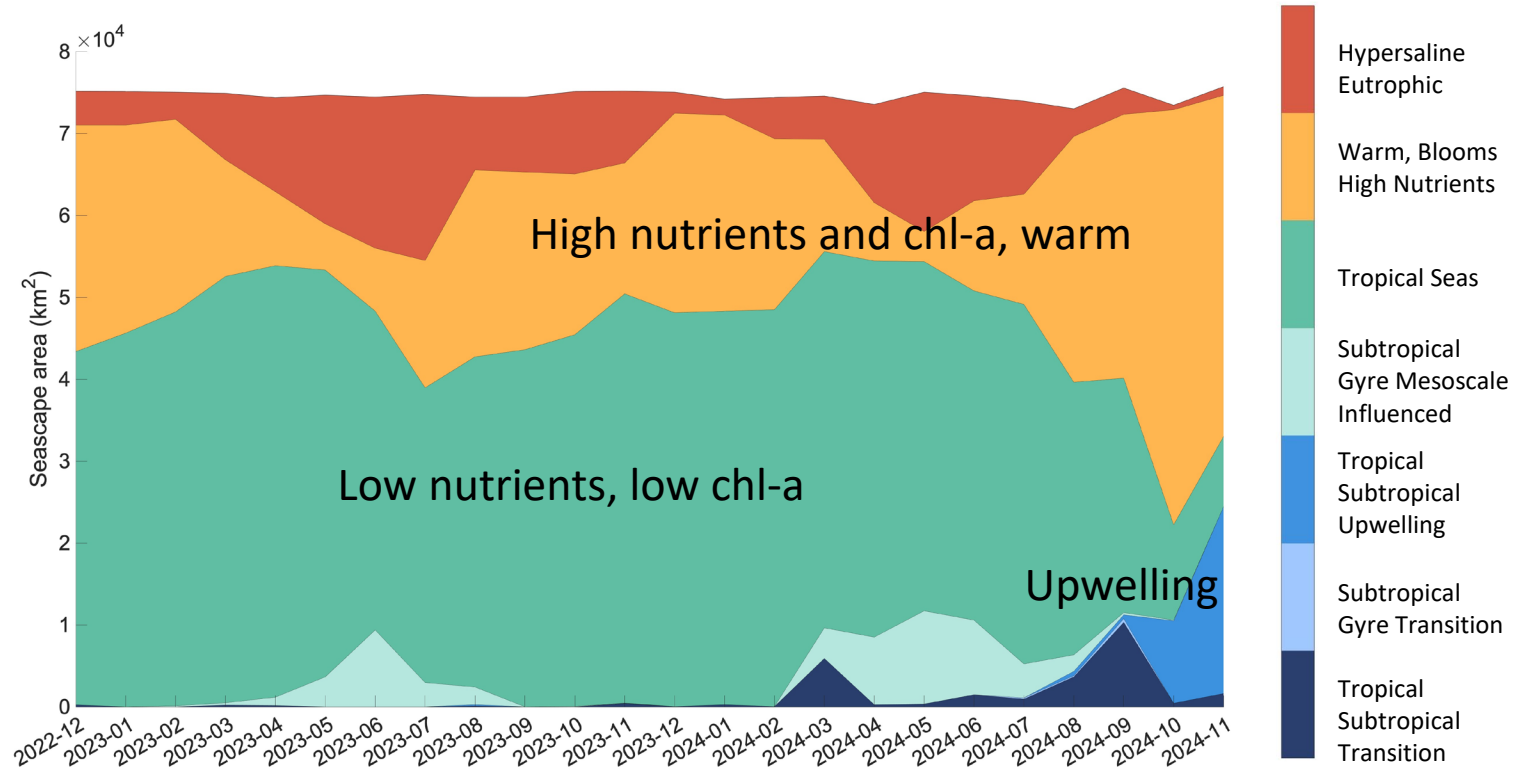 ×10⁴
8
7
6
5
4
3
2
1
0
Seascape area (km²)
High nutrients and chl-a, warm
Low nutrients, low chl-a
Upwelling
2022-12
2023-01
2023-02
2023-03
2023-04
2023-05
2023-06
2023-07
2023-08
2023-09
2023-10
2023-11
2023-12
2024-01
2024-02
2024-03
2024-04
2024-05
2024-06
2024-07
2024-08
2024-09
2024-10
2024-11
Hypersaline
Eutrophic
Warm, Blooms
High Nutrients
Tropical Seas
Subtropical
Gyre Mesoscale
Influenced
Tropical
Subtropical
Upwelling
Subtropical
Gyre Transition
Tropical
Subtropical
Transition